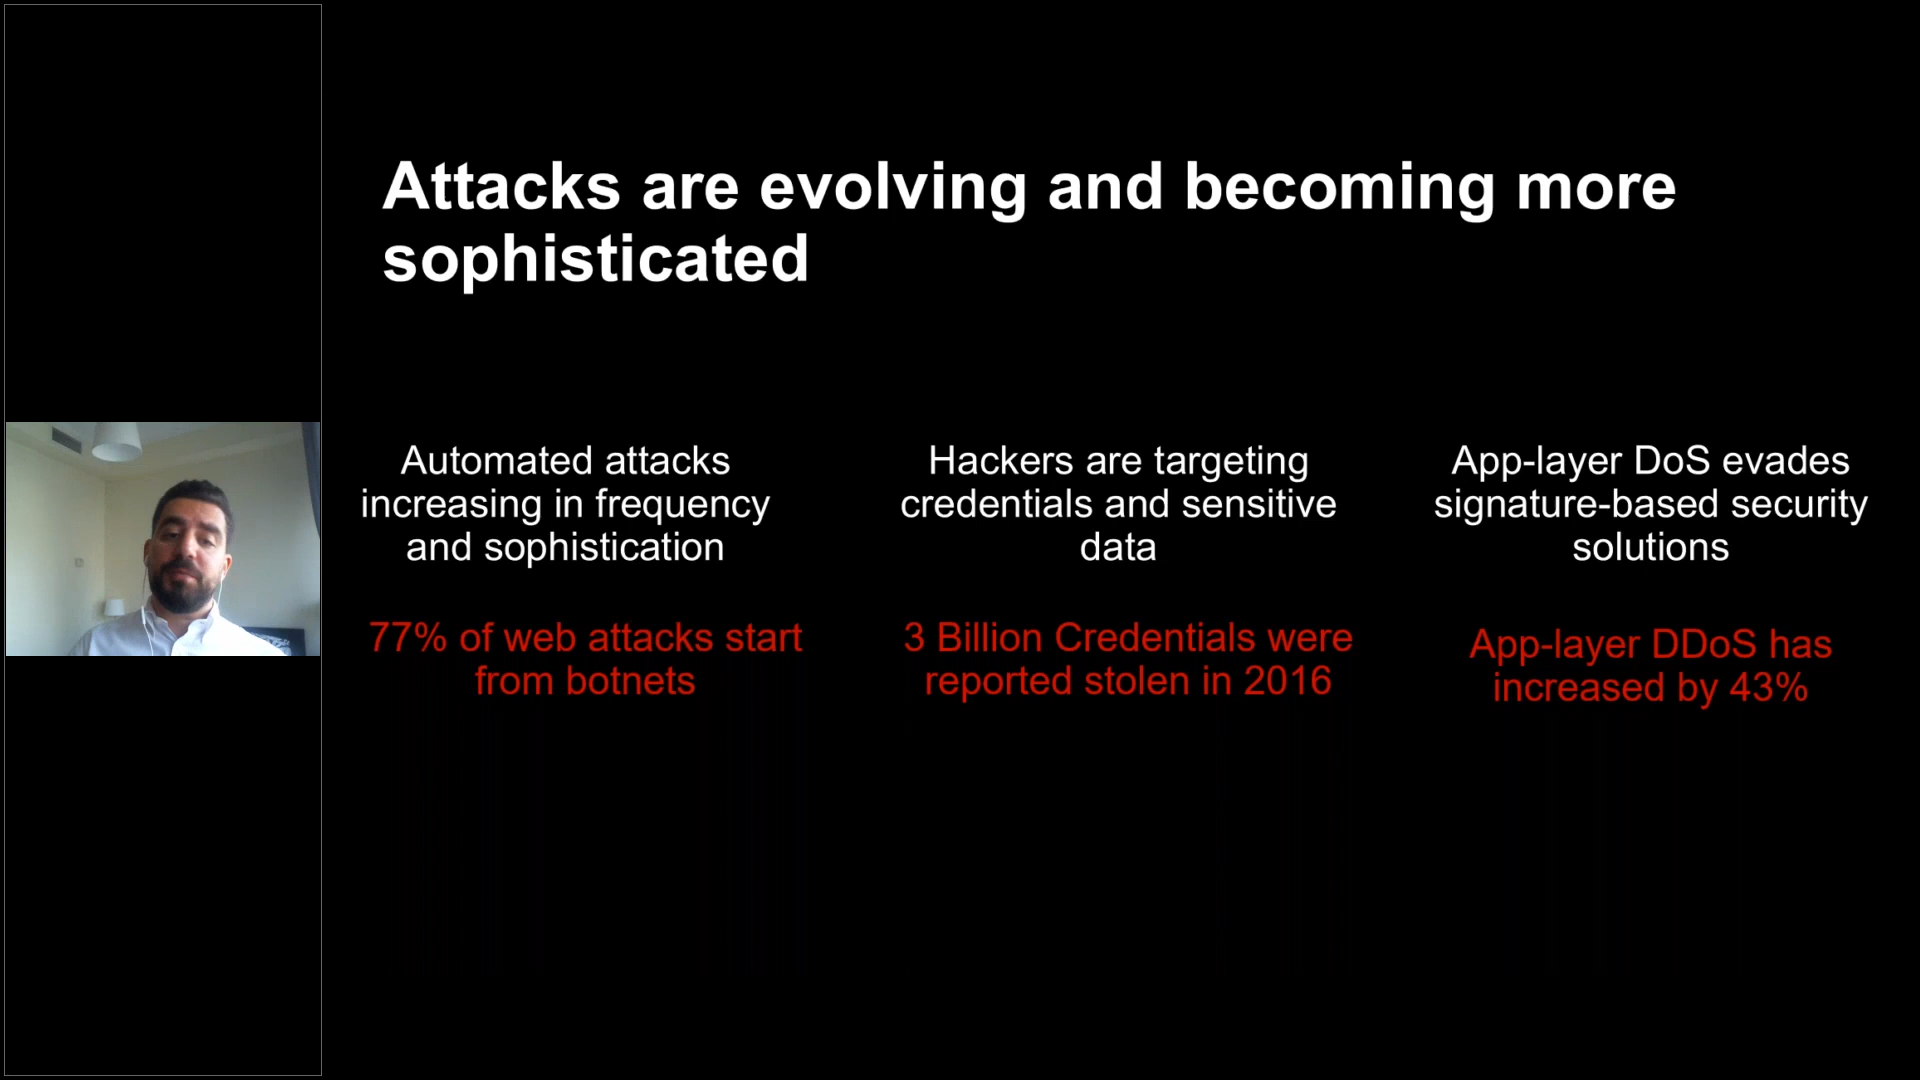 Attacks are evolving and becoming more
sophisticated
Automated attacks
increasing in frequency
and sophistication
77% of web attacks start
from botnets
Hackers are targeting
credentials and sensitive
data
3 Billion Credentials were
reported stolen in 2016
App-layer DoS evades
signature-based security
solutions
App-layer DDoS has
increased by 43%